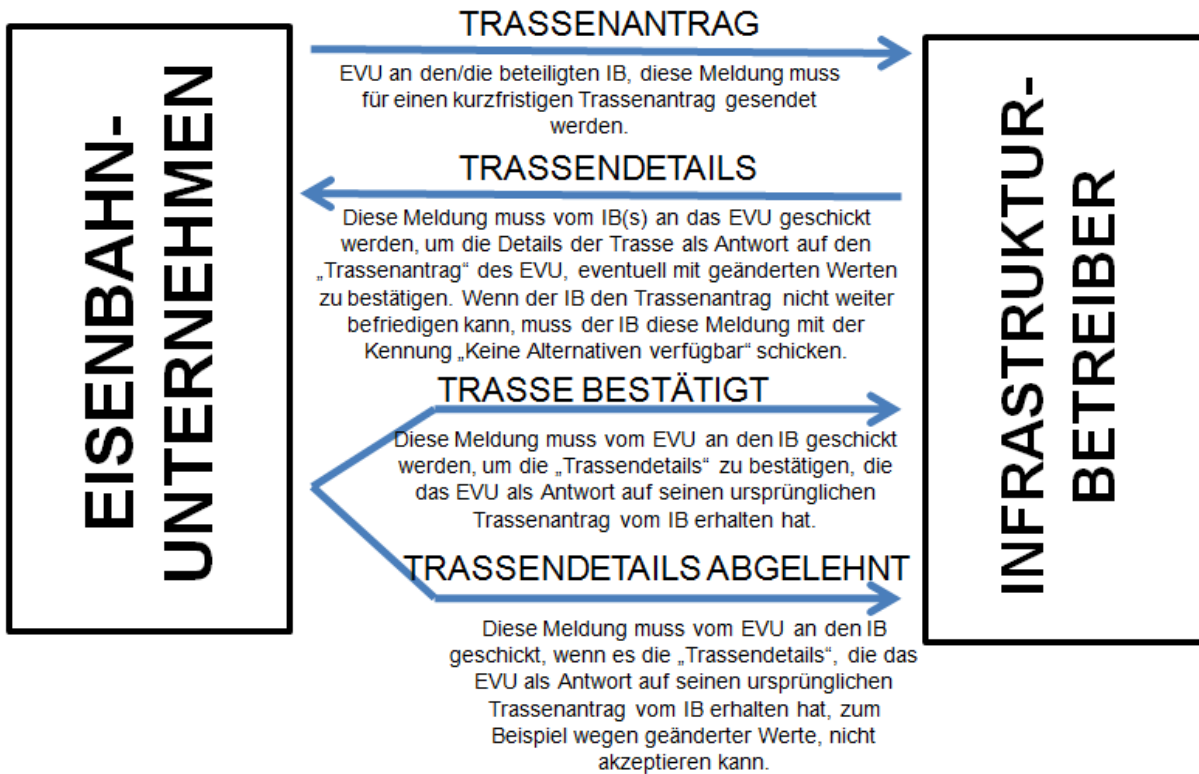 EISENBAHN-
UNTERNEHMEN
TRASSENANTRAG
EVU an den/die beteiligten IB, diese Meldung muss
für einen kurzfristigen Trassenantrag gesendet
werden.
TRASSENDETAILS
Diese Meldung muss vom IB(s) an das EVU geschickt
werden, um die Details der Trasse als Antwort auf den
„Trassenantrag“ des EVU, eventuell mit geänderten Werten
zu bestätigen. Wenn der IB den Trassenantrag nicht weiter
befriedigen kann, muss der IB diese Meldung mit der
Kennung „Keine Alternativen verfügbar“ schicken.
TRASSE BESTÄTIGT
Diese Meldung muss vom EVU an den IB geschickt
werden, um die „Trassendetails“ zu bestätigen, die
das EVU als Antwort auf seinen ursprünglichen
Trassenantrag vom IB erhalten hat.
TRASSENDETAILS ABGELEHNT
Diese Meldung muss vom EVU an den IB
geschickt, wenn es die „Trassendetails“, die das
EVU als Antwort auf seinen ursprünglichen
Trassenantrag vom IB erhalten hat, zum
Beispiel wegen geänderter Werte, nicht
akzeptieren kann.
INFRASTRUKTUR-
BETREIBER